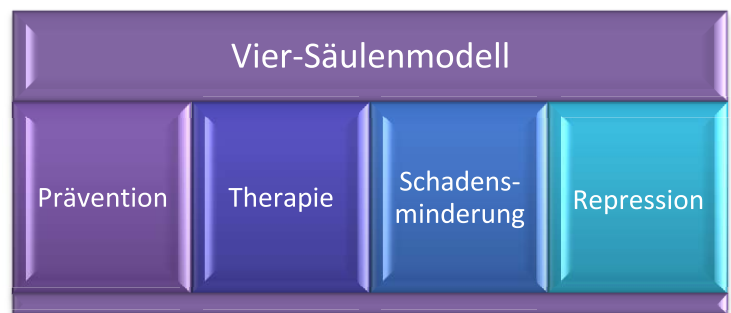 Vier-Säulenmodell
Prävention
Therapie
Schadens-
minderung
Repression